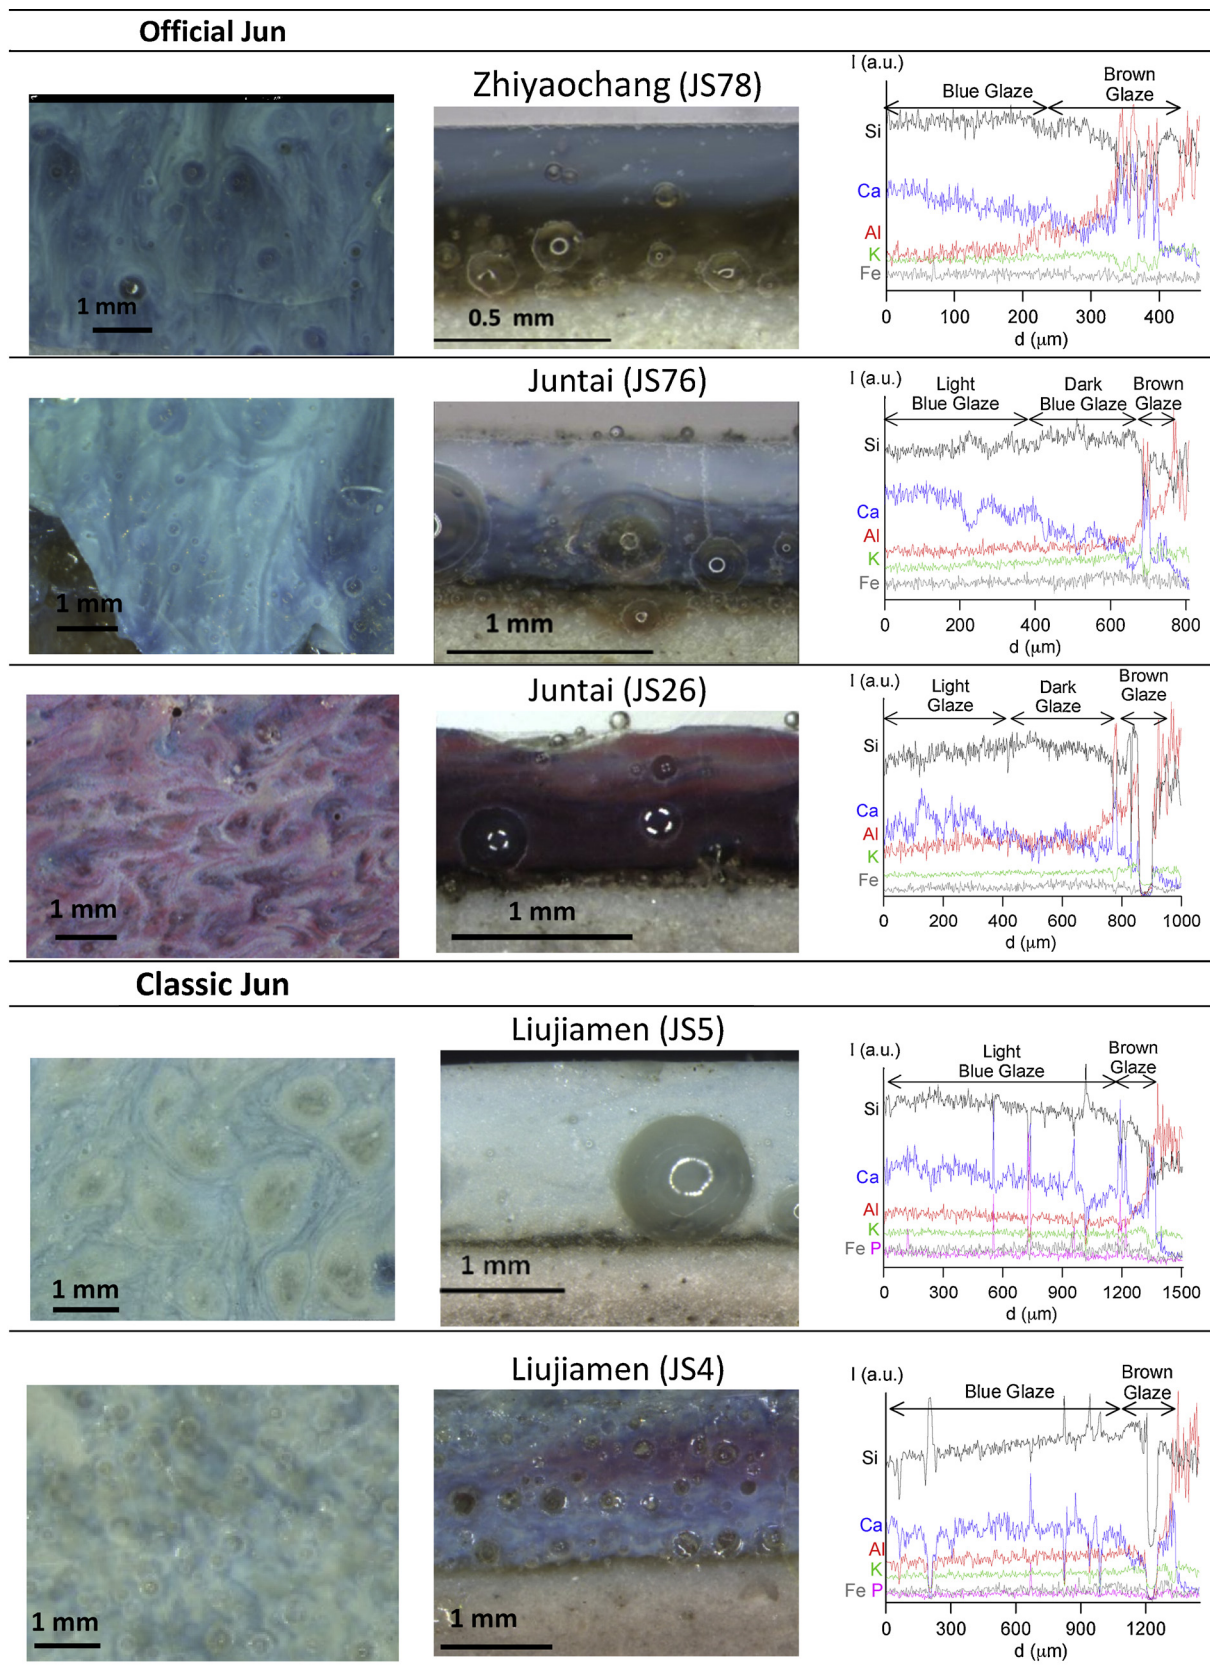 Official Jun
Zhiyaochang (JS78)
1 mm
0.5 mm
I (a.u.)
Blue Glaze
Brown
Glaze
Si
Ca
Al
K
Fe
0 100 200 300 400
d (μm)
Juntai (JS76)
1 mm
1 mm
I (a.u.)
Light
Blue Glaze
Dark
Blue Glaze
Brown
Glaze
Si
Ca
Al
K
Fe
0 200 400 600 800
d (μm)
Juntai (JS26)
1 mm
1 mm
I (a.u.)
Light
Glaze
Dark
Glaze
Brown
Glaze
Si
Ca
Al
K
Fe
0 200 400 600 800 1000
d (μm)
Classic Jun
Liujiamen (JS5)
1 mm
1 mm
I (a.u.)
Light
Blue Glaze
Brown
Glaze
Si
Ca
Al
K
Fe P
0 300 600 900 1200 1500
d (μm)
Liujiamen (JS4)
1 mm
1 mm
I (a.u.)
Blue Glaze
Brown
Glaze
Si
Ca
Al
K
Fe P
0 300 600 900 1200
d (μm)